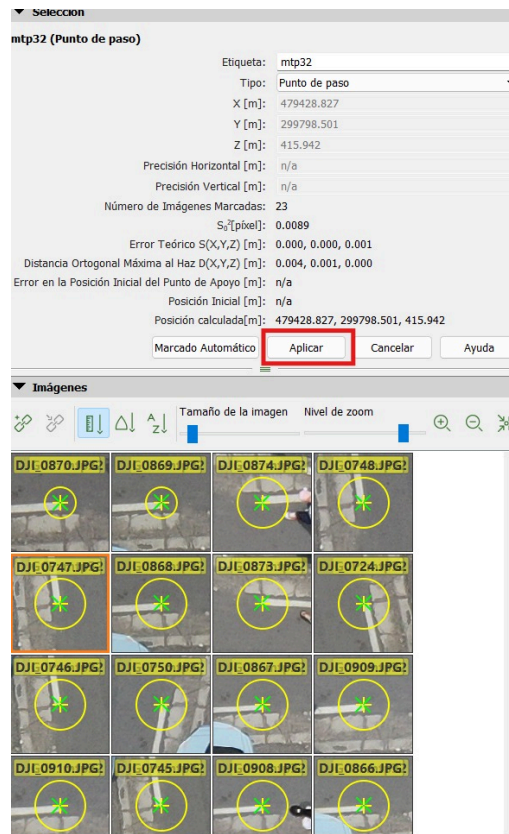 Selección
mtp32 (Punto de paso)
Etiqueta: mtp32
Tipo: Punto de paso
X [m]: 479428.827
Y [m]: 299798.501
Z [m]: 415.942
Precisión Horizontal [m]: n/a
Precisión Vertical [m]: n/a
Número de Imágenes Marcadas: 23
S₀²[píxel]: 0.0089
Error Teórico S(X,Y,Z) [m]: 0.000, 0.000, 0.001
Distancia Ortogonal Máxima al Haz D(X,Y,Z) [m]: 0.004, 0.001, 0.000
Error en la Posición Inicial del Punto de Apoyo [m]: n/a
Posición Inicial [m]: n/a
Posición calculada[m]: 479428.827, 299798.501, 415.942
Marcado Automático Aplicar Cancelar Ayuda
Imágenes
Tamaño de la imagen Nivel de zoom
DJI_0870.JPG DJI_0869.JPG DJI_0874.JPG DJI_0748.JPG
DJI_0747.JPG DJI_0868.JPG DJI_0873.JPG DJI_0724.JPG
DJI_0746.JPG DJI_0750.JPG DJI_0867.JPG DJI_0909.JPG
DJI_0910.JPG DJI_0745.JPG DJI_0908.JPG DJI_0866.JPG